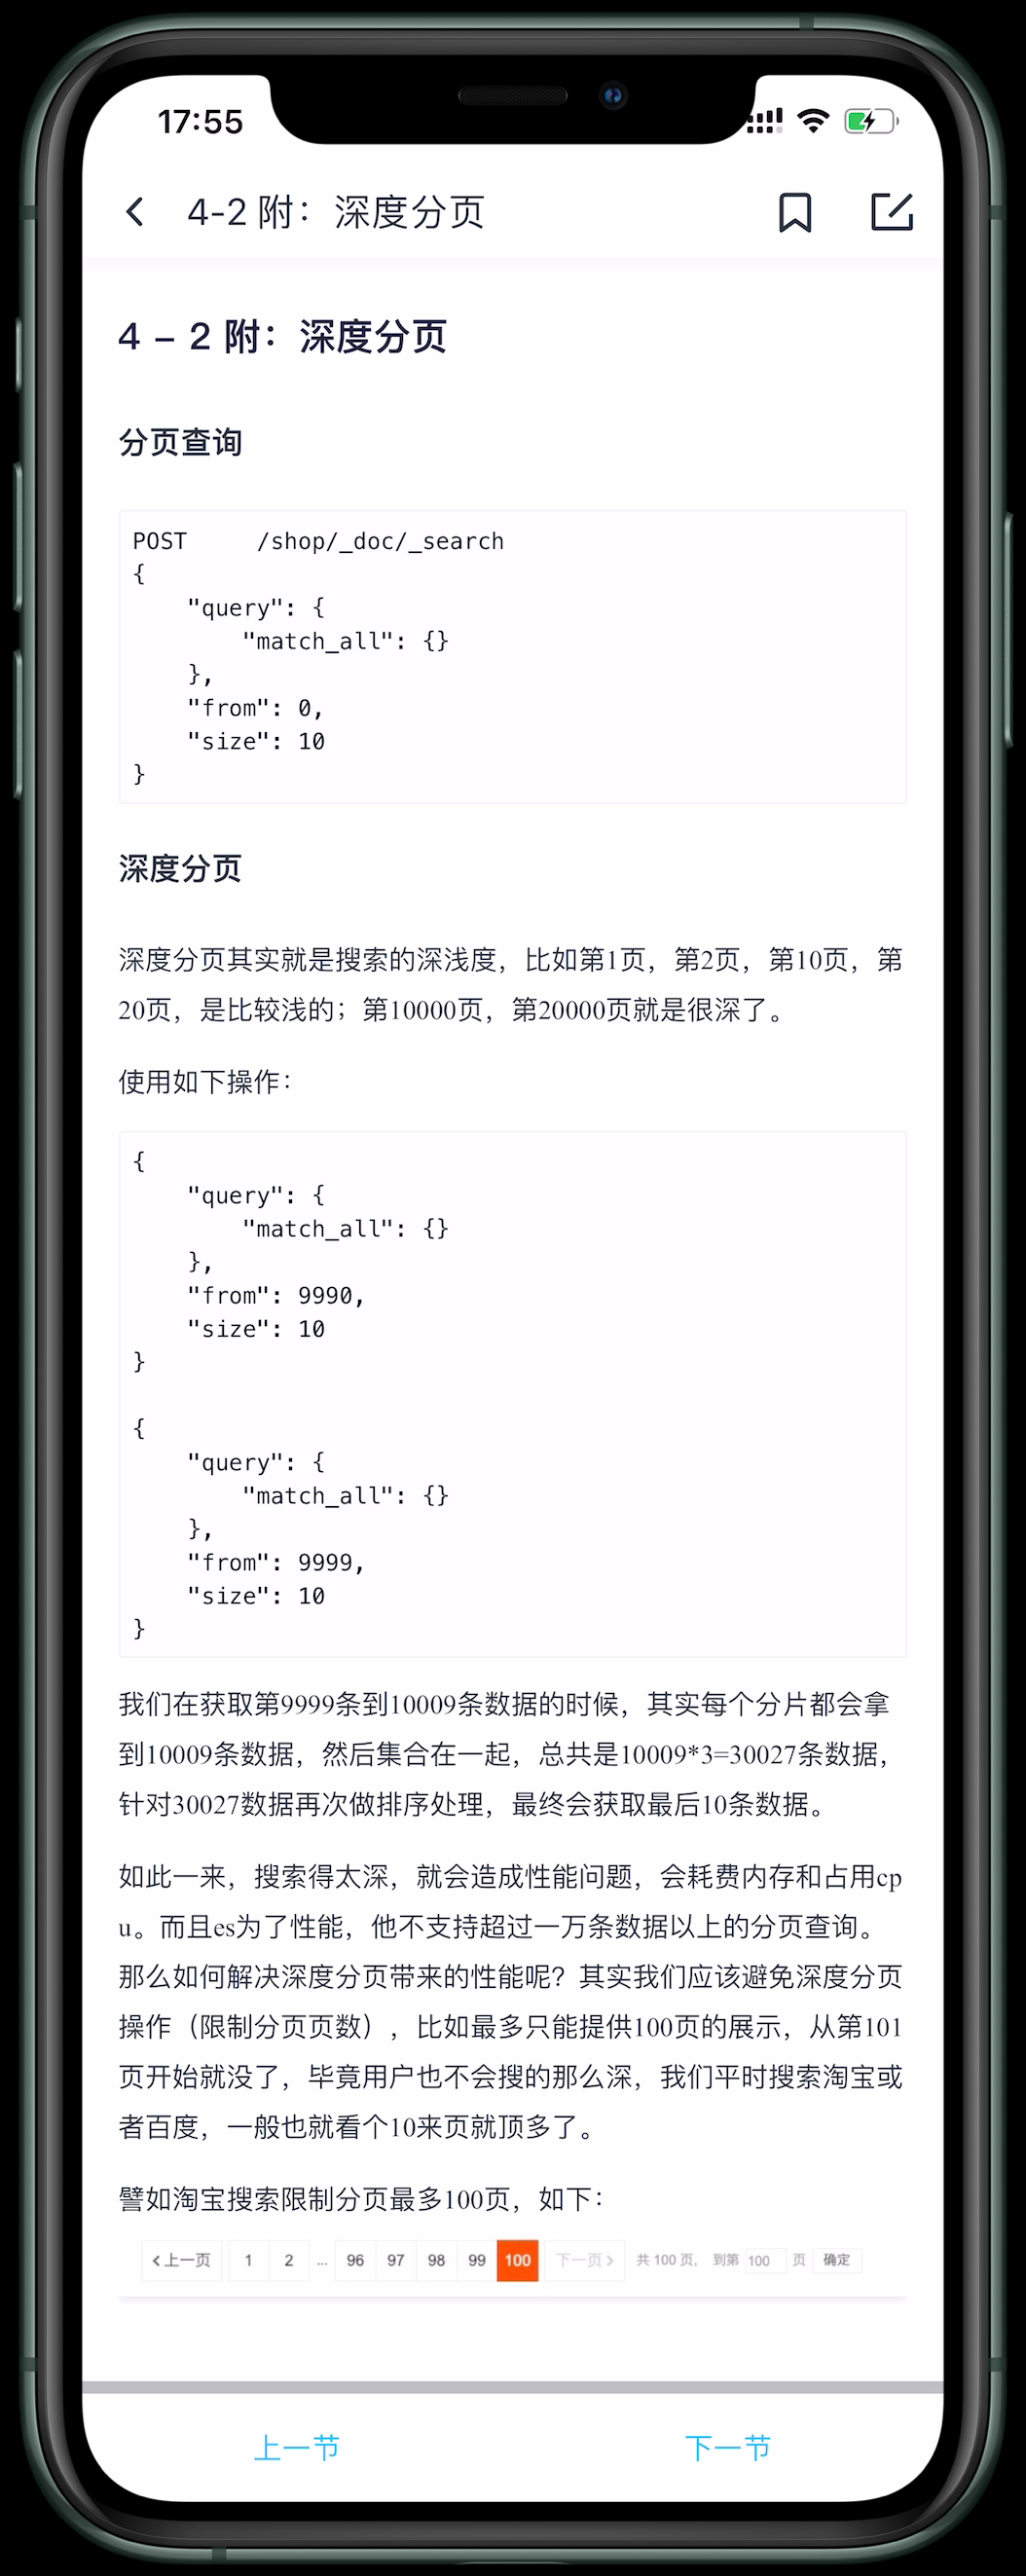 17:55
4-2 附：深度分页
4 – 2 附：深度分页
分页查询
POST     /shop/_doc/_search
{
    "query": {
        "match_all": {}
    },
    "from": 0,
    "size": 10
}
深度分页
深度分页其实就是搜索的深浅度，比如第1页，第2页，第10页，第
20页，是比较浅的；第10000页，第20000页就是很深了。
使用如下操作：
{
    "query": {
        "match_all": {}
    },
    "from": 9990,
    "size": 10
}
{
    "query": {
        "match_all": {}
    },
    "from": 9999,
    "size": 10
}
我们在获取第9999条到10009条数据的时候，其实每个分片都会拿
到10009条数据，然后集合在一起，总共是10009*3=30027条数据，
针对30027数据再次做排序处理，最终会获取最后10条数据。
如此一来，搜索得太深，就会造成性能问题，会耗费内存和占用cp
u。而且es为了性能，他不支持超过一万条数据以上的分页查询。
那么如何解决深度分页带来的性能呢？其实我们应该避免深度分页
操作（限制分页页数），比如最多只能提供100页的展示，从第101
页开始就没了，毕竟用户也不会搜的那么深，我们平时搜索淘宝或
者百度，一般也就看个10来页就顶多了。
譬如淘宝搜索限制分页最多100页，如下：
<上一页 1 2 ... 96 97 98 99 100 下一页> 共 100 页， 到第 100 页 确定
上一节 下一节